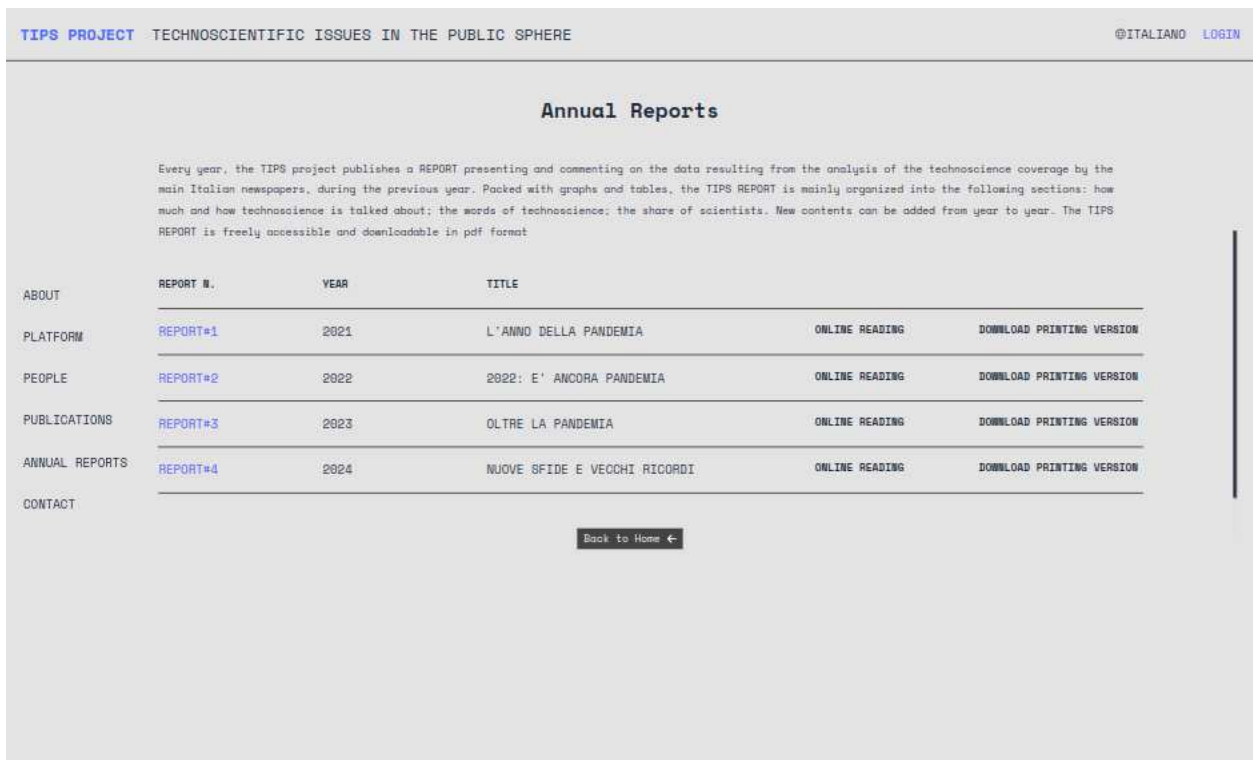 TIPS PROJECT TECHNOSCIENTIFIC ISSUES IN THE PUBLIC SPHERE @ITALIANO LOGIN
Annual Reports
Every year, the TIPS project publishes a REPORT presenting and commenting on the data resulting from the analysis of the technoscience coverage by the
main Italian newspapers, during the previous year. Packed with graphs and tables, the TIPS REPORT is mainly organized into the following sections: how
much and how technoscience is talked about; the words of technoscience; the share of scientists. New contents can be added from year to year. The TIPS
REPORT is freely accessible and downloadable in pdf format
ABOUT
PLATFORM
PEOPLE
PUBLICATIONS
ANNUAL REPORTS
CONTACT
REPORT N. YEAR TITLE
REPORT#1 2021 L'ANNO DELLA PANDEMIA ONLINE READING DOWNLOAD PRINTING VERSION
REPORT#2 2022 2022: E' ANCORA PANDEMIA ONLINE READING DOWNLOAD PRINTING VERSION
REPORT#3 2023 OLTRE LA PANDEMIA ONLINE READING DOWNLOAD PRINTING VERSION
REPORT#4 2024 NUOVE SFIDE E VECCHI RICORDI ONLINE READING DOWNLOAD PRINTING VERSION
Back to Home ←